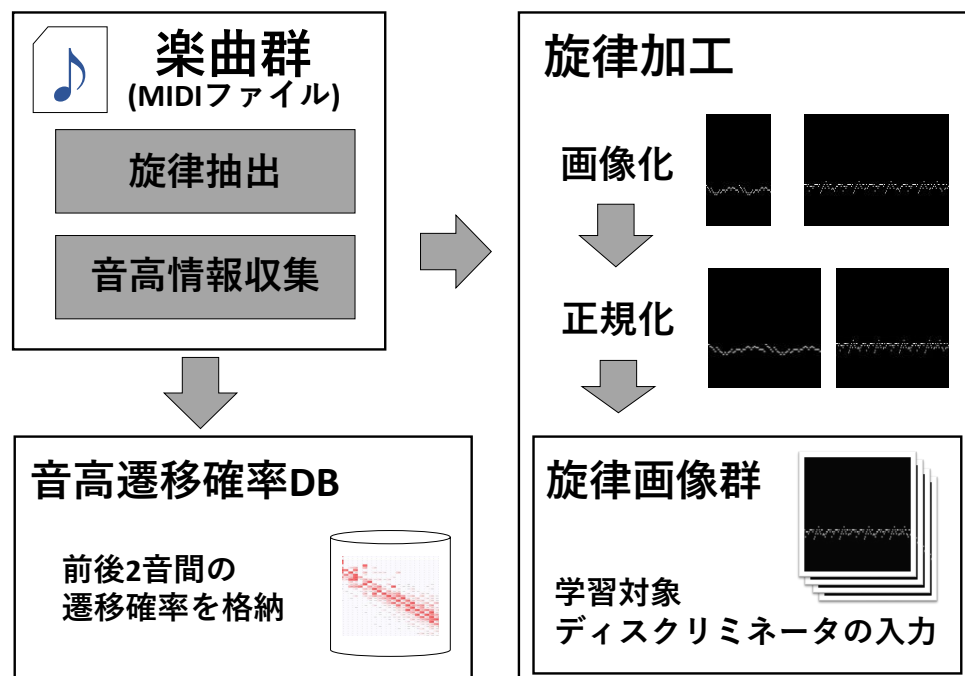 楽曲群
(MIDIファイル)
旋律抽出
音高情報収集
音高遷移確率DB
前後2音間の
遷移確率を格納
旋律加工
画像化
正規化
旋律画像群
学習対象
ディスクリミネータの入力